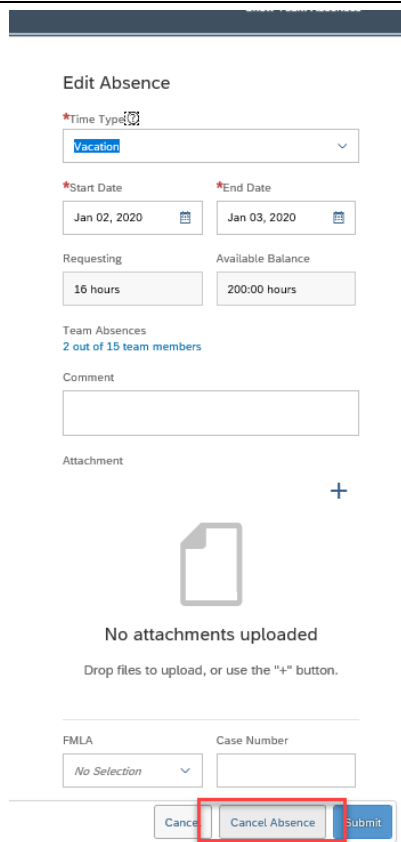 Edit Absence
*Time Type
Vacation
*Start Date *End Date
Jan 02, 2020 Jan 03, 2020
Requesting Available Balance
16 hours 200:00 hours
Team Absences
2 out of 15 team members
Comment
Attachment
+
No attachments uploaded
Drop files to upload, or use the "+" button.
FMLA Case Number
No Selection
Cance Cancel Absence Submit